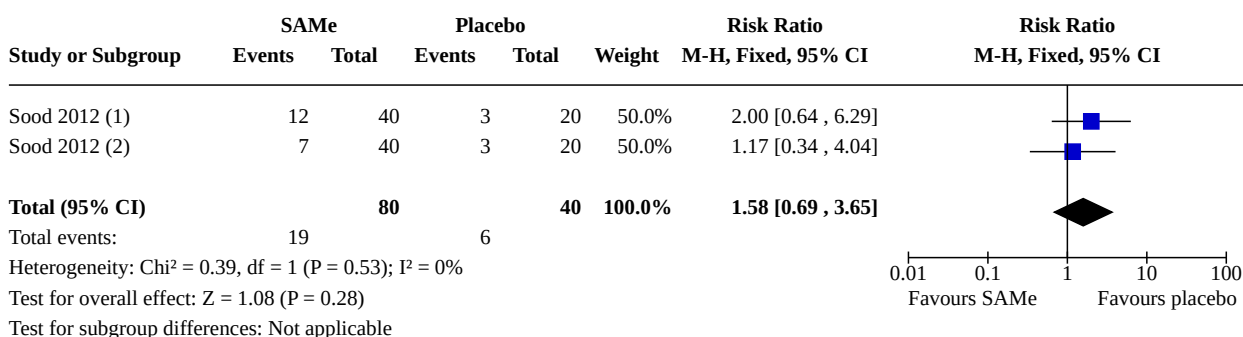 SAMe Placebo Risk Ratio Risk Ratio
Study or Subgroup Events Total Events Total Weight M-H, Fixed, 95% CI M-H, Fixed, 95% CI
Sood 2012 (1) 12 40 3 20 50.0% 2.00 [0.64 , 6.29]
Sood 2012 (2) 7 40 3 20 50.0% 1.17 [0.34 , 4.04]
Total (95% CI) 80 40 100.0% 1.58 [0.69 , 3.65]
Total events: 19 6
Heterogeneity: Chi² = 0.39, df = 1 (P = 0.53); I² = 0%
Test for overall effect: Z = 1.08 (P = 0.28)
Test for subgroup differences: Not applicable
0.01 0.1 1 10 100
Favours SAMe Favours placebo